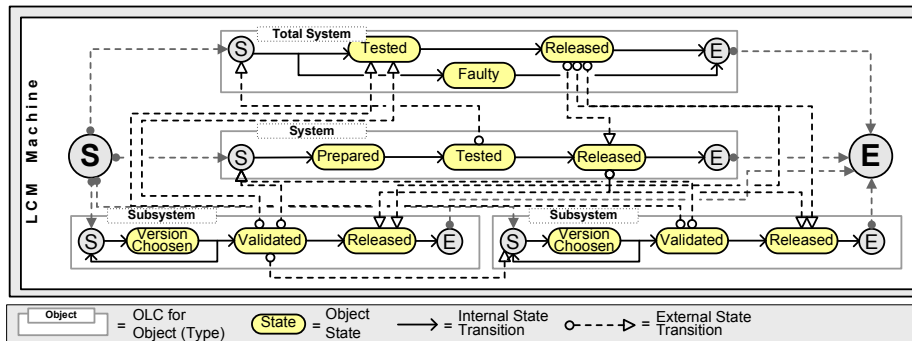 LCM Machine
Total System
S
Tested
Released
E
Faulty
S
E
System
S
Prepared
Tested
Released
E
Subsystem
S
Version
Choosen
Validated
Released
E
Subsystem
S
Version
Choosen
Validated
Released
E
Object
= OLC for
Object (Type)
State
= Object
State
= Internal State
Transition
= External State
Transition